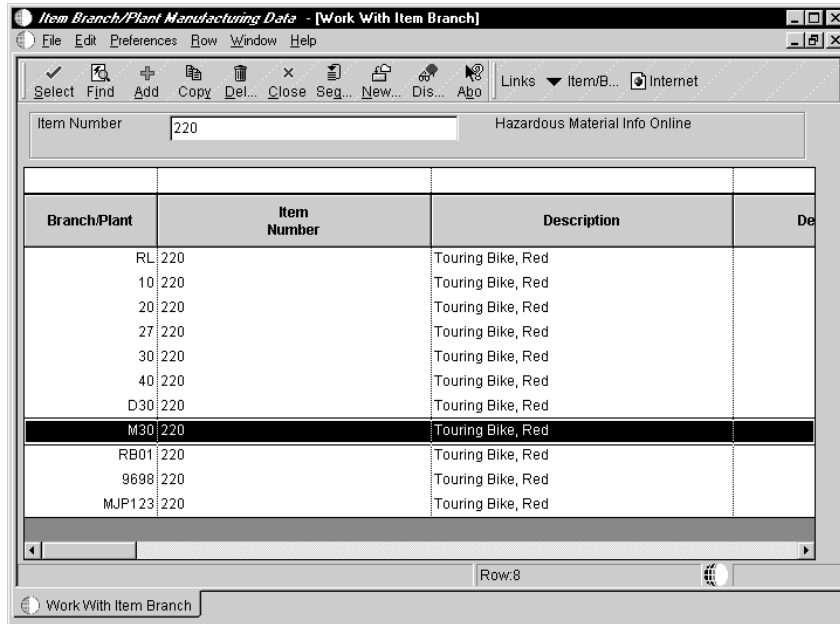 Item Branch/Plant Manufacturing Data - [Work With Item Branch]
File Edit Preferences Row Window Help
Select Find Add Copy Del... Close Seq... New... Dis... Abo Links Item/B... Internet
Item Number 220 Hazardous Material Info Online
Branch/Plant Item Number Description De
RL 220 Touring Bike, Red
10 220 Touring Bike, Red
20 220 Touring Bike, Red
27 220 Touring Bike, Red
30 220 Touring Bike, Red
40 220 Touring Bike, Red
D30 220 Touring Bike, Red
M30 220 Touring Bike, Red
RB01 220 Touring Bike, Red
9698 220 Touring Bike, Red
MJP123 220 Touring Bike, Red
Row:8
Work With Item Branch